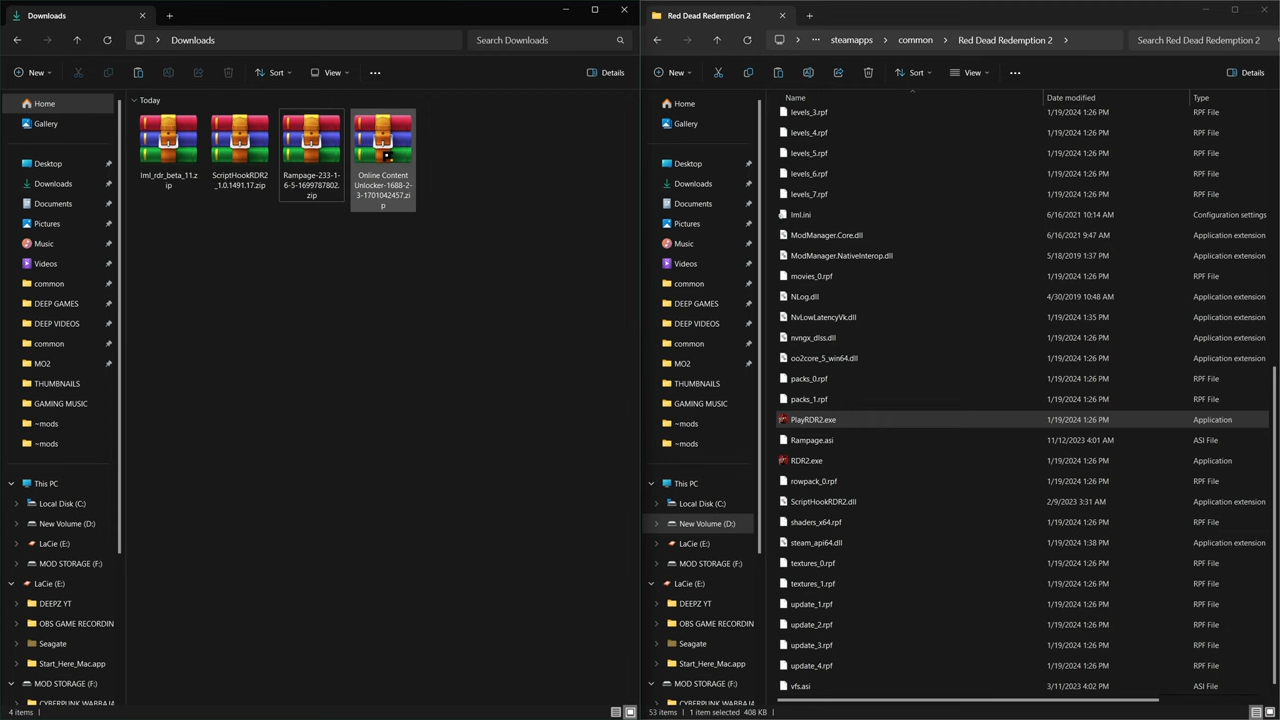 Downloads
Downloads
Search Downloads
New
Sort
View
Details
Home
Gallery
Desktop
Downloads
Documents
Pictures
Music
Videos
common
DEEP GAMES
DEEP VIDEOS
common
MO2
THUMBNAILS
GAMING MUSIC
~mods
~mods
This PC
Local Disk (C:)
New Volume (D:)
LaCie (E:)
MOD STORAGE (F:)
LaCie (E:)
DEEPZ YT
OBS GAME RECORDIN
Seagate
Start_Here_Mac.app
MOD STORAGE (F:)
CYBERPUNK WABBAJA
4 items
Today
lml_rdr_beta_11.z
ip
ScriptHookRDR2
_1.0.1491.17.zip
Rampage-233-1-
6-5-1699787802.
zip
Online Content
Unlocker-1688-2-
3-1701042457.zi
p
Red Dead Redemption 2
steamapps
common
Red Dead Redemption 2
Search Red Dead Redemption 2
New
Sort
View
Details
Home
Gallery
Desktop
Downloads
Documents
Pictures
Music
Videos
common
DEEP GAMES
DEEP VIDEOS
common
MO2
THUMBNAILS
GAMING MUSIC
~mods
~mods
This PC
Local Disk (C:)
New Volume (D:)
LaCie (E:)
MOD STORAGE (F:)
LaCie (E:)
DEEPZ YT
OBS GAME RECORDIN
Seagate
Start_Here_Mac.app
MOD STORAGE (F:)
CYBERPUNK WABBAJA
Name Date modified Type
levels_3.rpf 1/19/2024 1:26 PM RPF File
levels_4.rpf 1/19/2024 1:26 PM RPF File
levels_5.rpf 1/19/2024 1:26 PM RPF File
levels_6.rpf 1/19/2024 1:26 PM RPF File
levels_7.rpf 1/19/2024 1:26 PM RPF File
lml.ini 6/16/2021 10:14 AM Configuration settings
ModManager.Core.dll 6/16/2021 9:47 AM Application extension
ModManager.NativeInterop.dll 5/18/2019 1:37 PM Application extension
movies_0.rpf 1/19/2024 1:26 PM RPF File
NLog.dll 4/30/2019 10:48 AM Application extension
NvLowLatencyVk.dll 1/19/2024 1:35 PM Application extension
nvngx_dlss.dll 1/19/2024 1:26 PM Application extension
oo2core_5_win64.dll 1/19/2024 1:26 PM Application extension
packs_0.rpf 1/19/2024 1:26 PM RPF File
packs_1.rpf 1/19/2024 1:26 PM RPF File
PlayRDR2.exe 1/19/2024 1:26 PM Application
Rampage.asi 11/12/2023 4:01 AM ASI File
RDR2.exe 1/19/2024 1:26 PM Application
rowpack_0.rpf 1/19/2024 1:26 PM RPF File
ScriptHookRDR2.dll 2/9/2023 3:31 AM Application extension
shaders_x64.rpf 1/19/2024 1:26 PM RPF File
steam_api64.dll 1/19/2024 1:38 PM Application extension
textures_0.rpf 1/19/2024 1:26 PM RPF File
textures_1.rpf 1/19/2024 1:26 PM RPF File
update_1.rpf 1/19/2024 1:26 PM RPF File
update_2.rpf 1/19/2024 1:26 PM RPF File
update_3.rpf 1/19/2024 1:26 PM RPF File
update_4.rpf 1/19/2024 1:26 PM RPF File
vfs.asi 3/11/2023 4:02 PM ASI File
53 items 1 item selected 408 KB